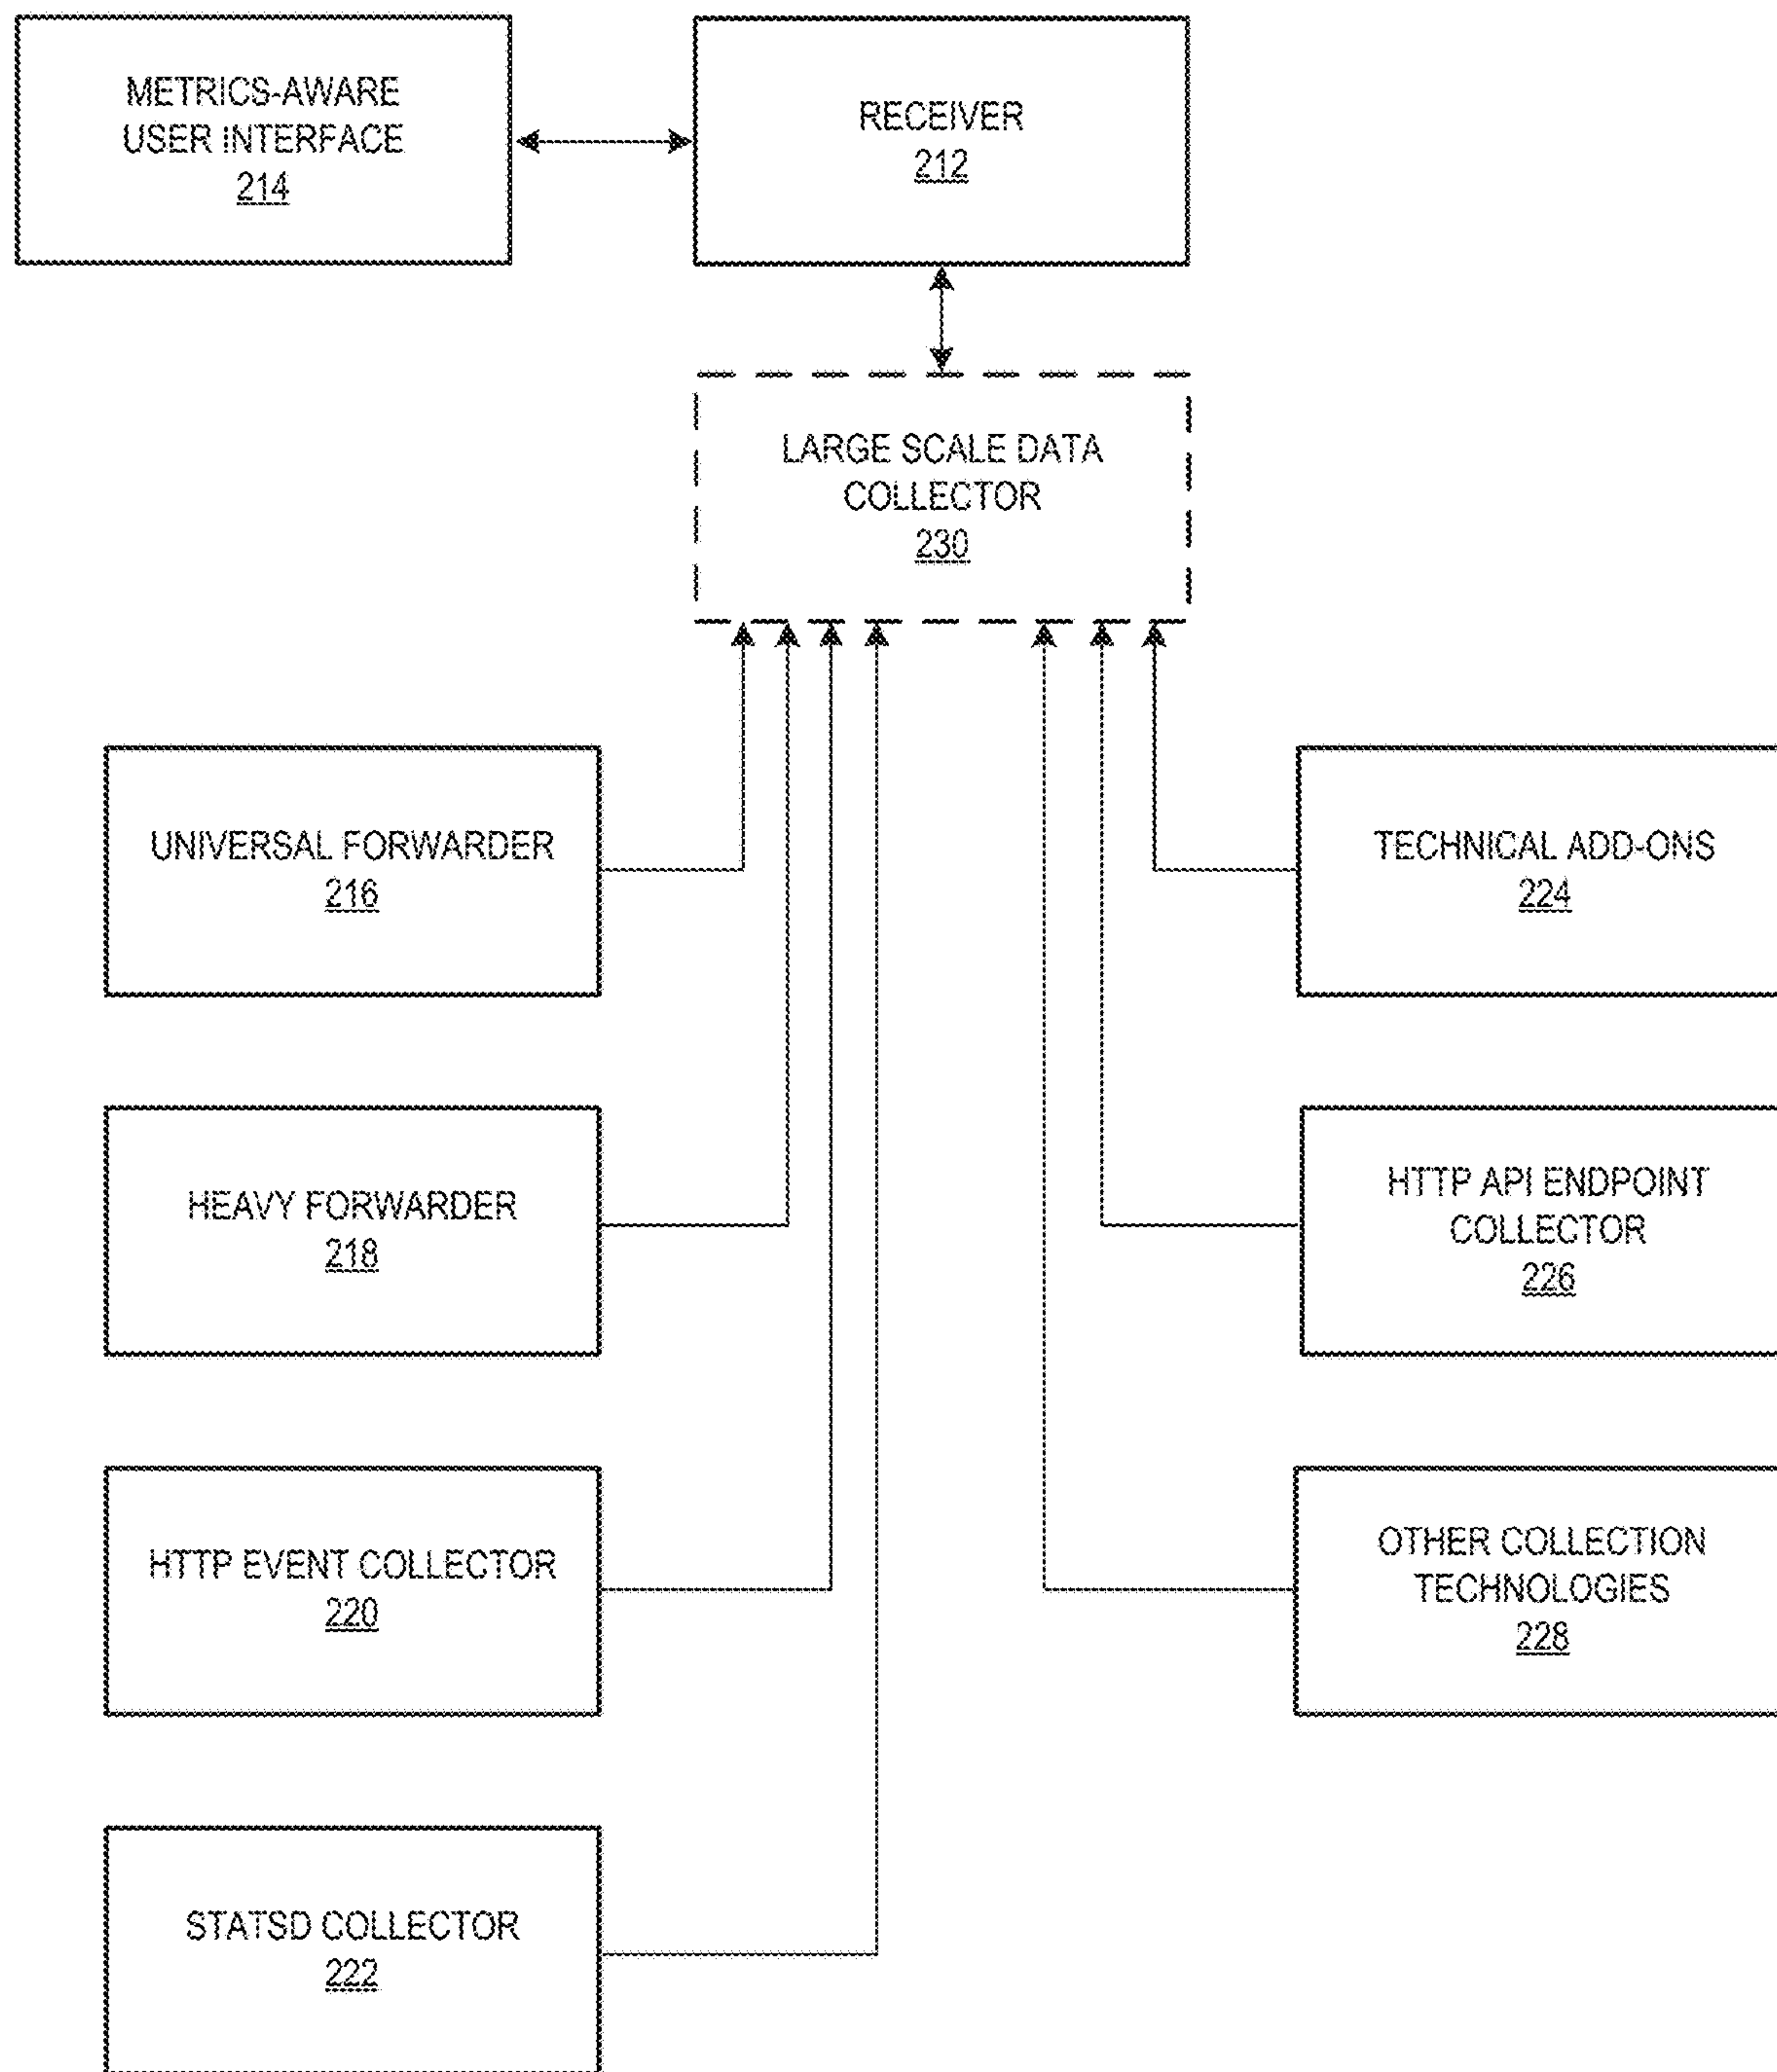 METRICS-AWARE
USER INTERFACE
214
RECEIVER
212
LARGE SCALE DATA
COLLECTOR
230
UNIVERSAL FORWARDER
216
TECHNICAL ADD-ONS
224
HEAVY FORWARDER
218
HTTP API ENDPOINT
COLLECTOR
226
HTTP EVENT COLLECTOR
220
OTHER COLLECTION
TECHNOLOGIES
228
STATSD COLLECTOR
222